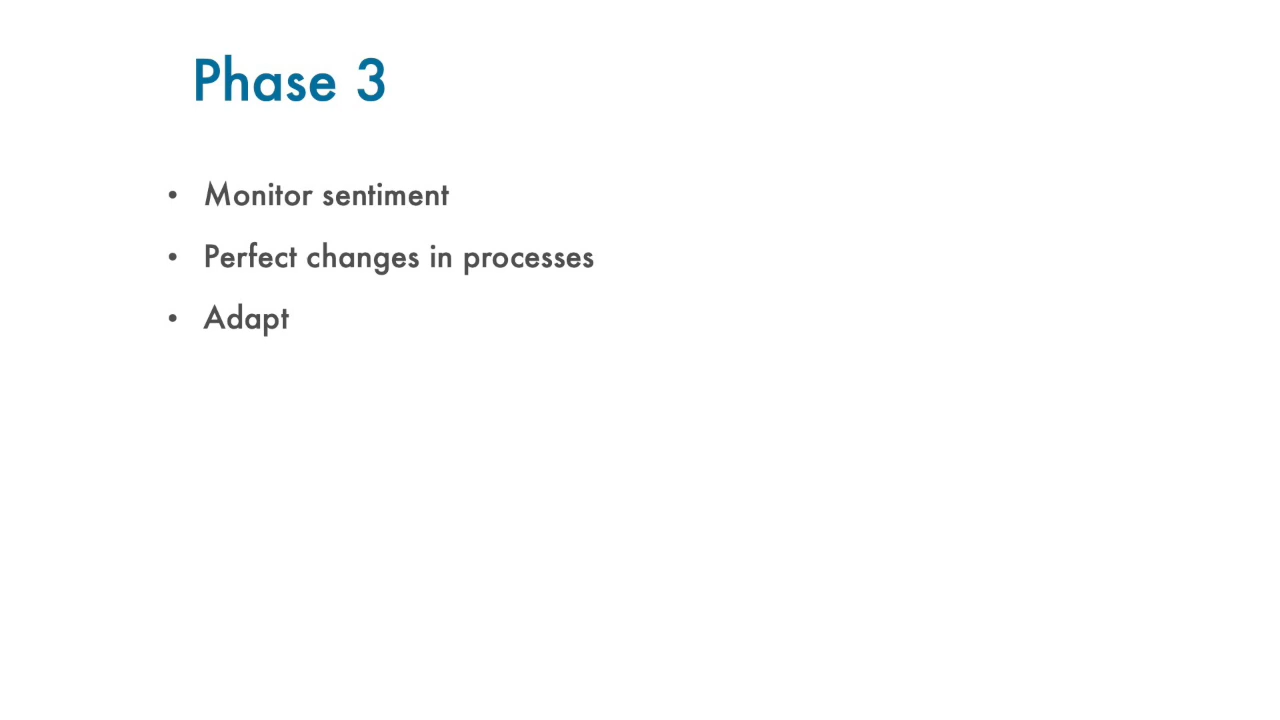 Phase 3
• Monitor sentiment
• Perfect changes in processes
• Adapt